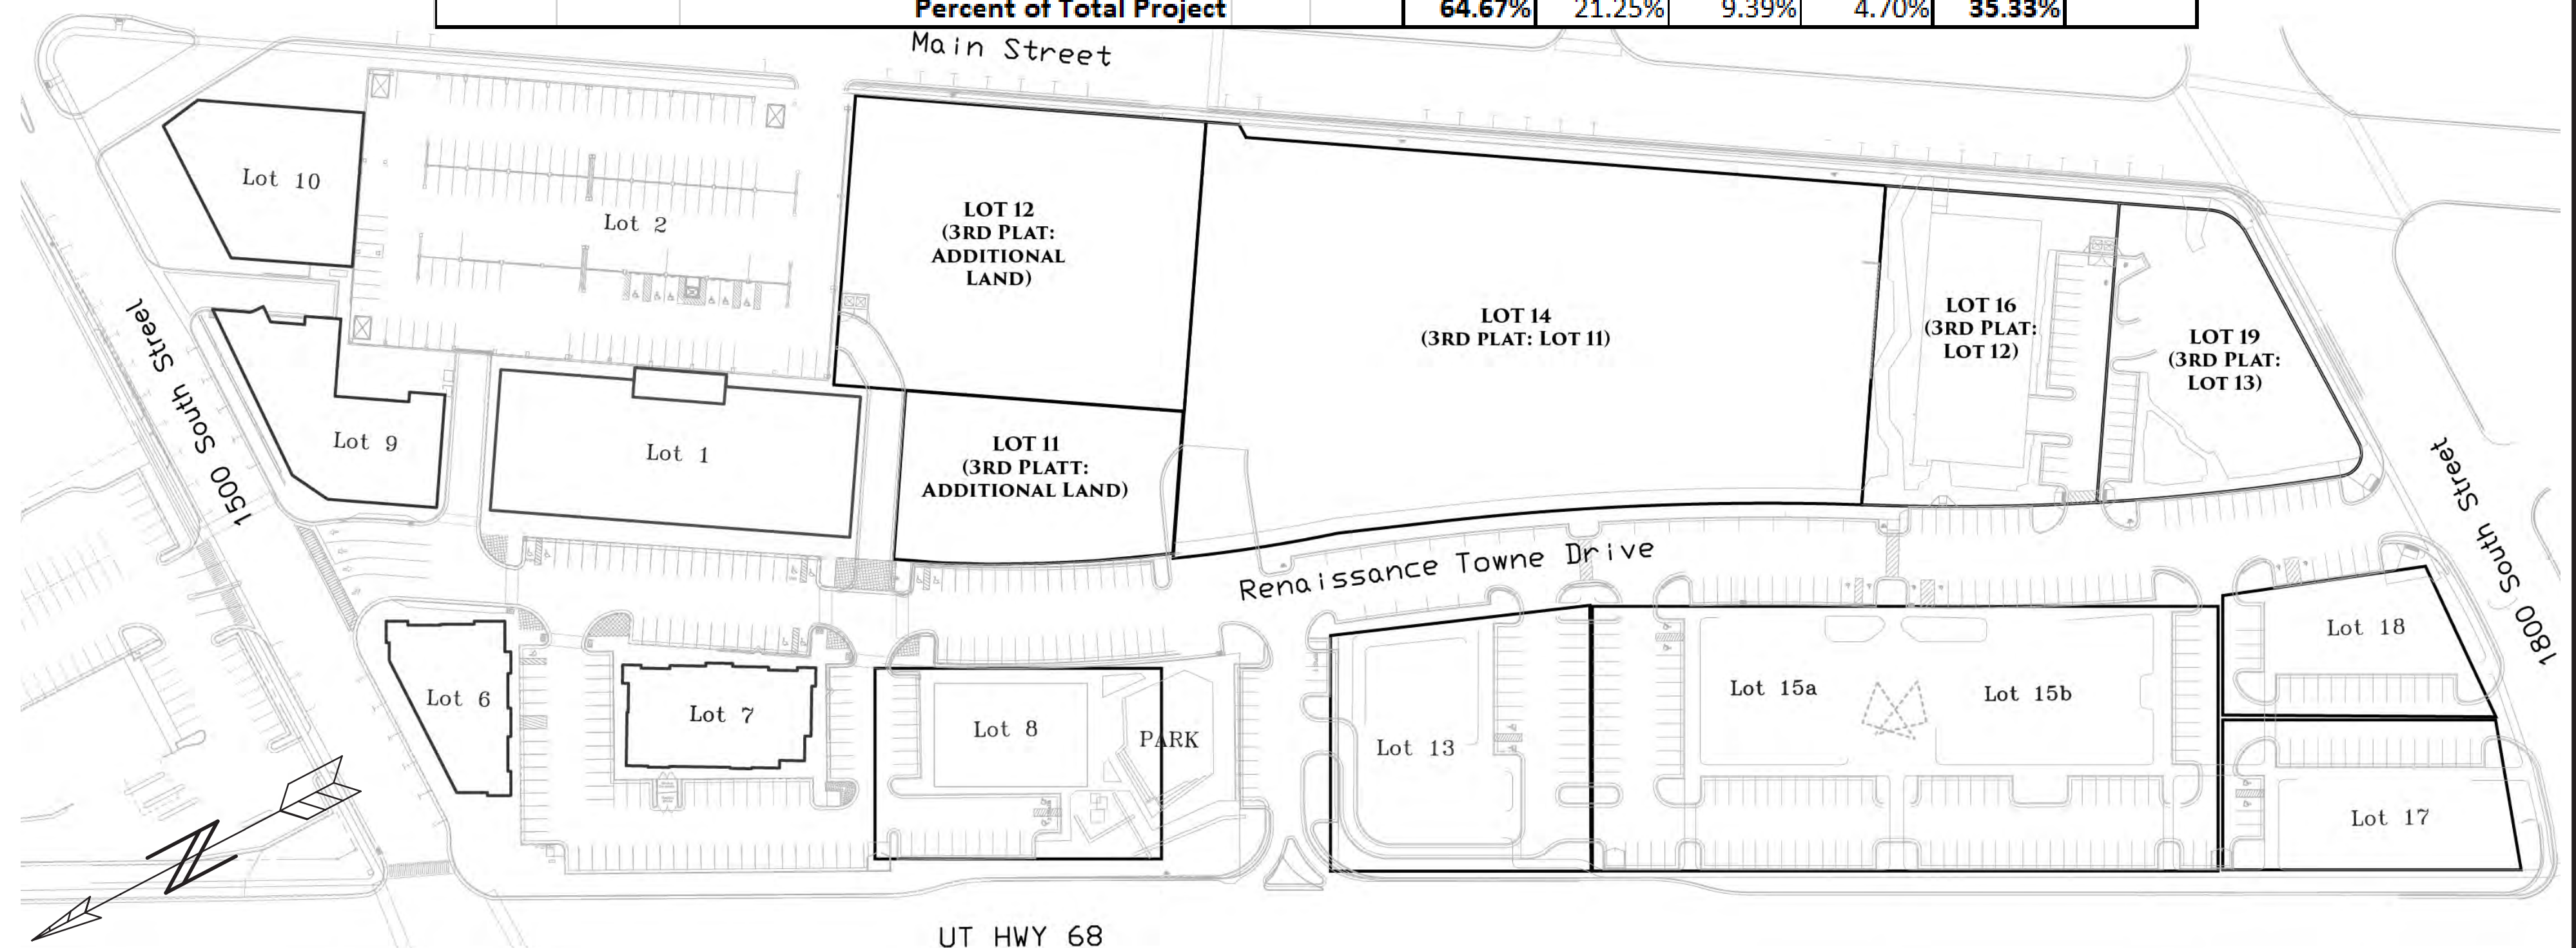 Percent of Total Project 64.67% 21.25% 9.39% 4.70% 35.33%
Main Street
Lot 10
Lot 2
LOT 12
(3RD PLAT:
ADDITIONAL
LAND)
LOT 14
(3RD PLAT: LOT 11)
LOT 16
(3RD PLAT:
LOT 12)
LOT 19
(3RD PLAT:
LOT 13)
1500 South Street
Lot 9
Lot 1
LOT 11
(3RD PLATT:
ADDITIONAL LAND)
1800 South Street
Renaissance Towne Drive
Lot 6
Lot 7
Lot 8
PARK
Lot 13
Lot 15a
Lot 15b
Lot 18
Lot 17
N
UT HWY 68